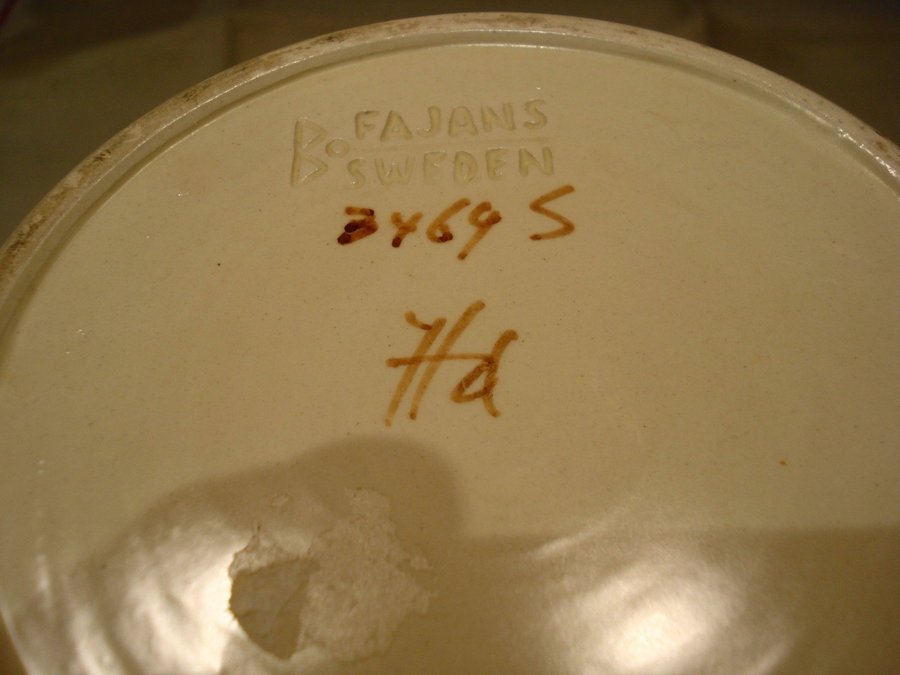 Bo FAJANS
SWEDEN
3469 S
Hd